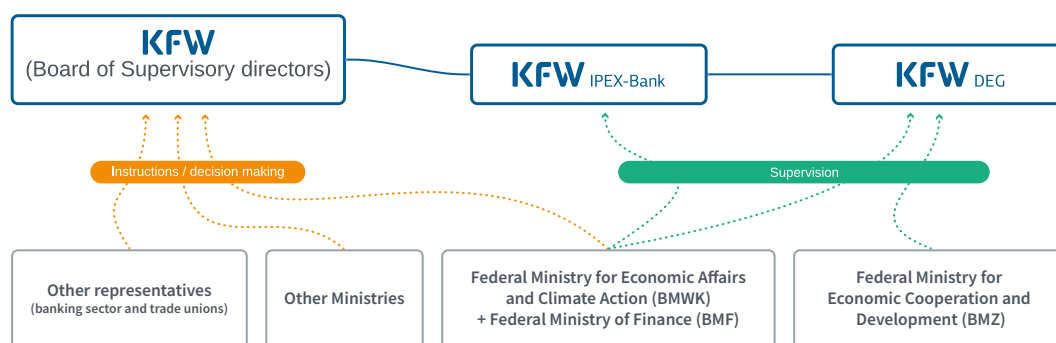 KFW
(Board of Supervisory directors)
KFW IPEX-Bank
KFW DEG
Instructions / decision making
Supervision
Other representatives
(banking sector and trade unions)
Other Ministries
Federal Ministry for Economic Affairs
and Climate Action (BMWK)
+ Federal Ministry of Finance (BMF)
Federal Ministry for
Economic Cooperation and
Development (BMZ)